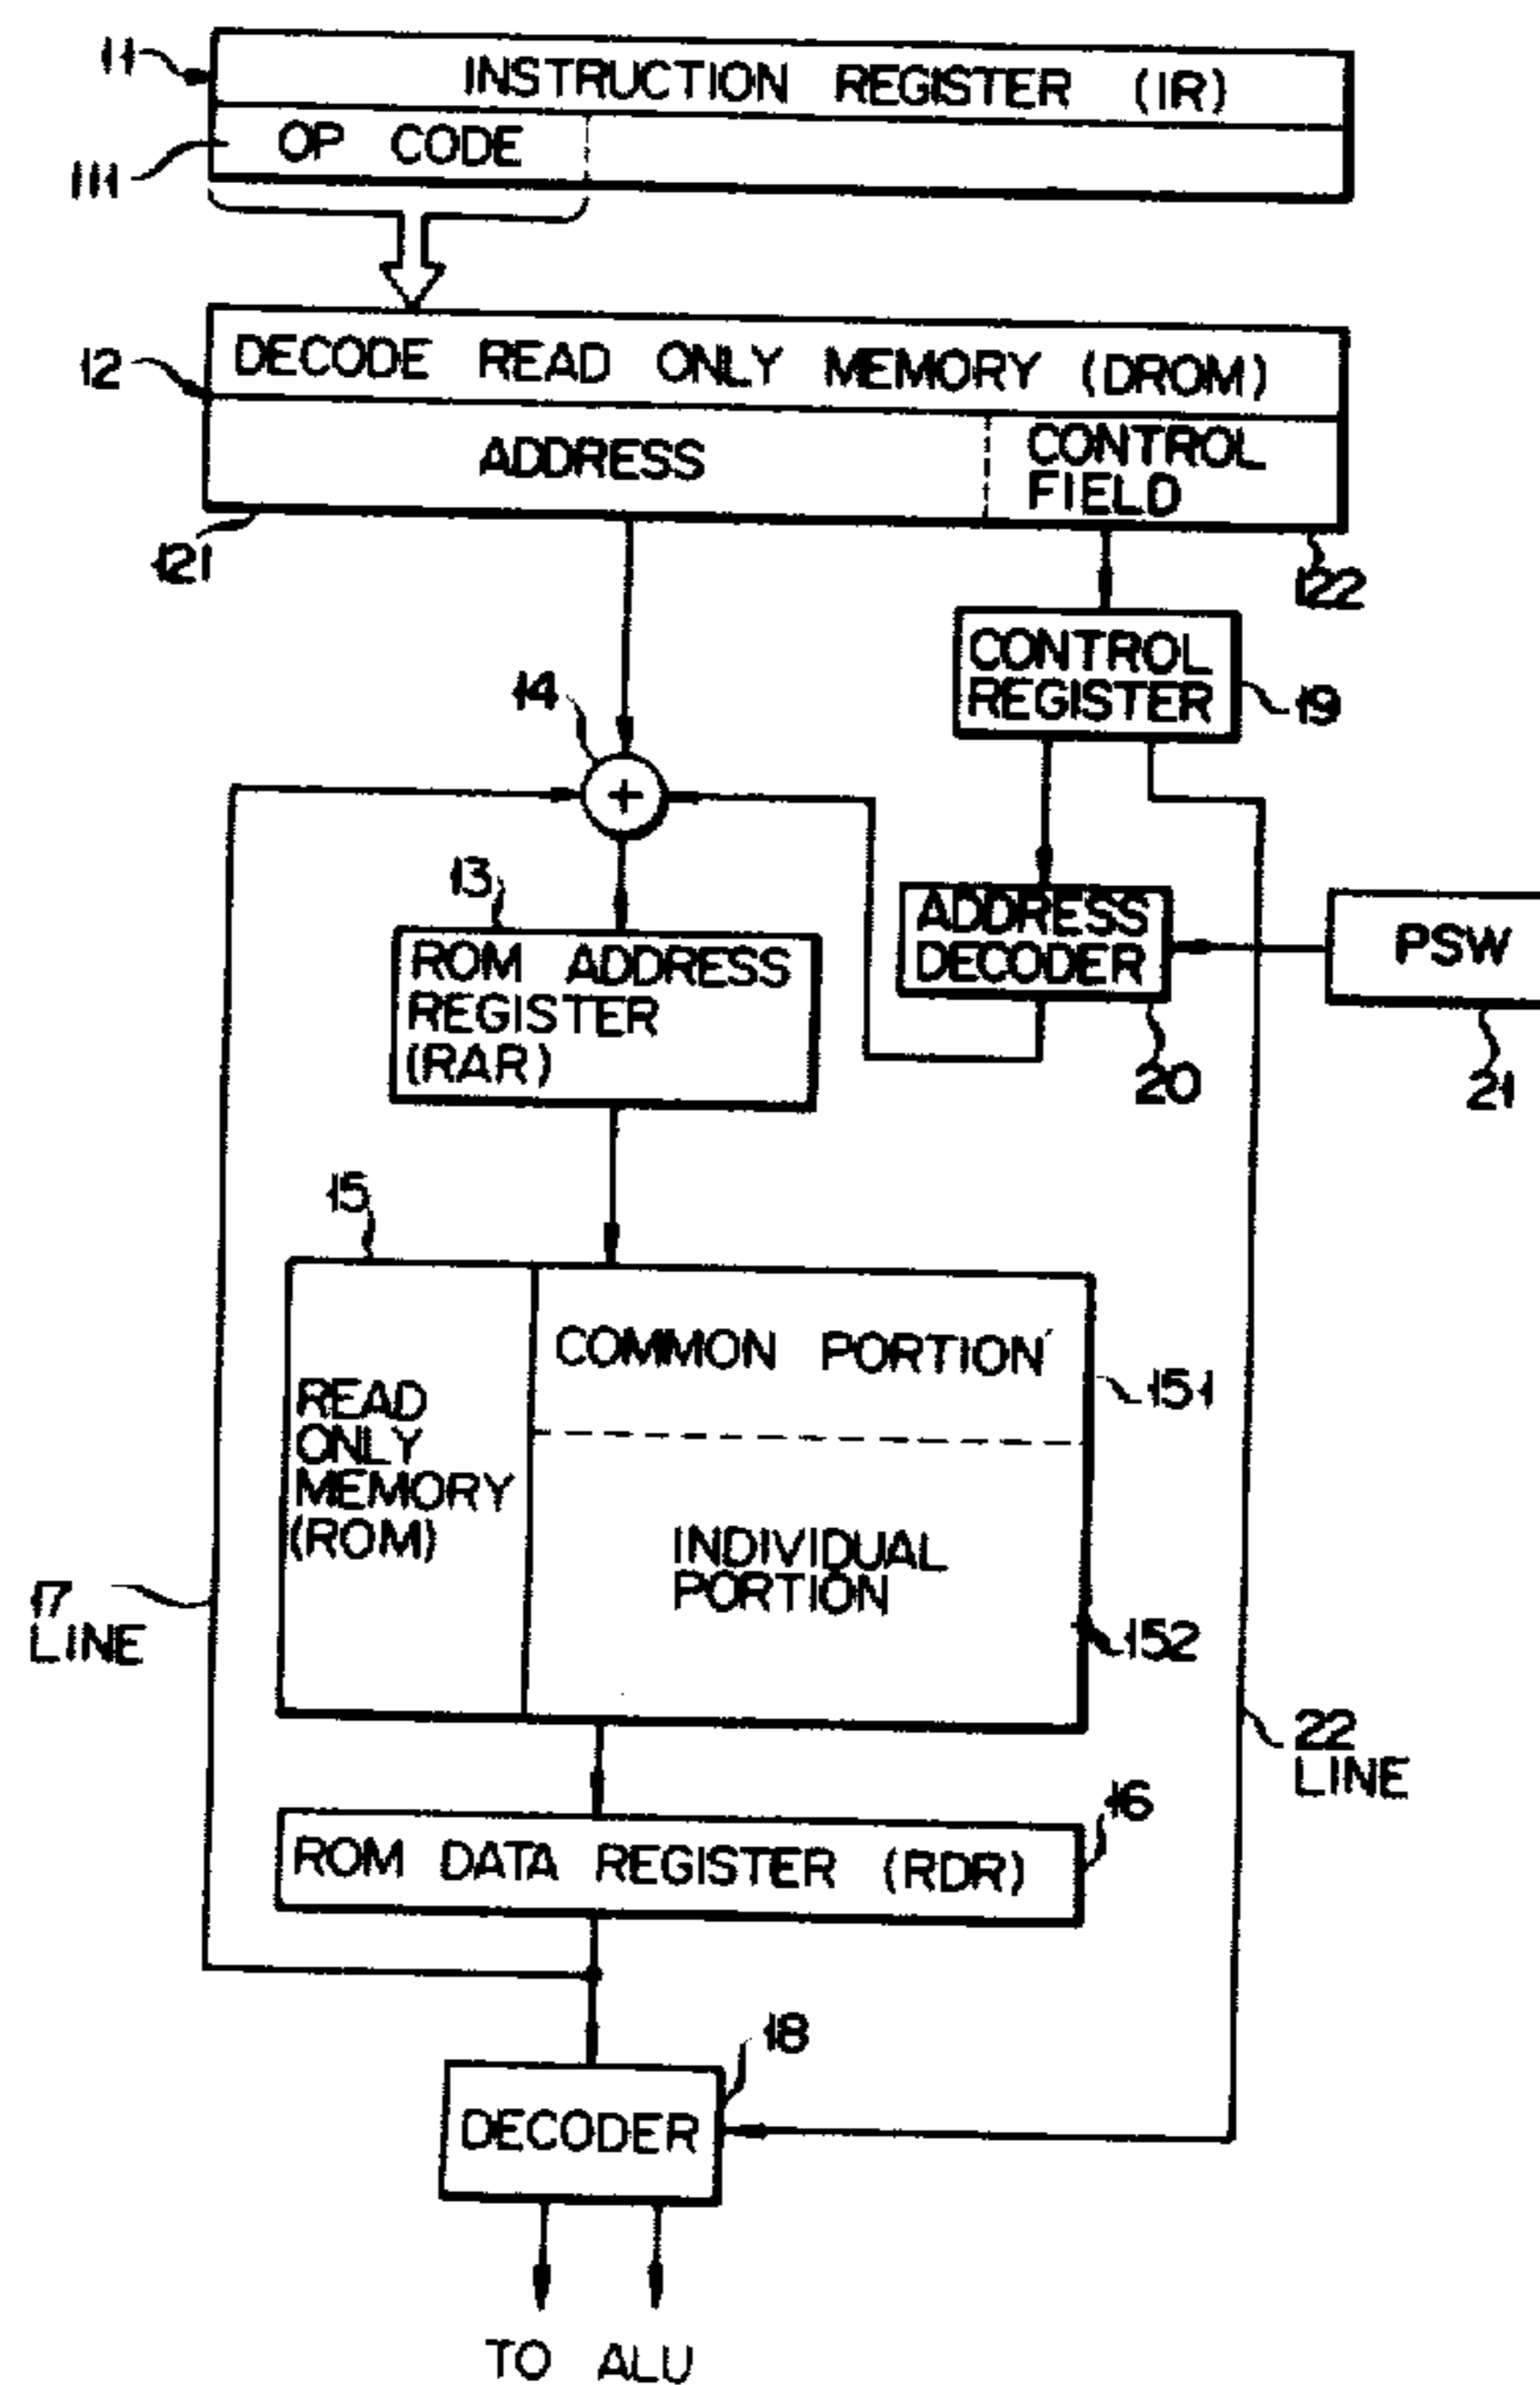 11
INSTRUCTION REGISTER (IR)
OP CODE
111
12
DECODE READ ONLY MEMORY (DROM)
ADDRESS
CONTROL
FIELD
121
122
CONTROL
REGISTER
19
14
+
13
ROM ADDRESS
REGISTER
(RAR)
ADDRESS
DECODER
PSW
20
21
15
COMMON PORTION
151
READ
ONLY
MEMORY
(ROM)
INDIVIDUAL
PORTION
152
17
LINE
22
LINE
16
ROM DATA REGISTER (RDR)
18
DECODER
TO ALU